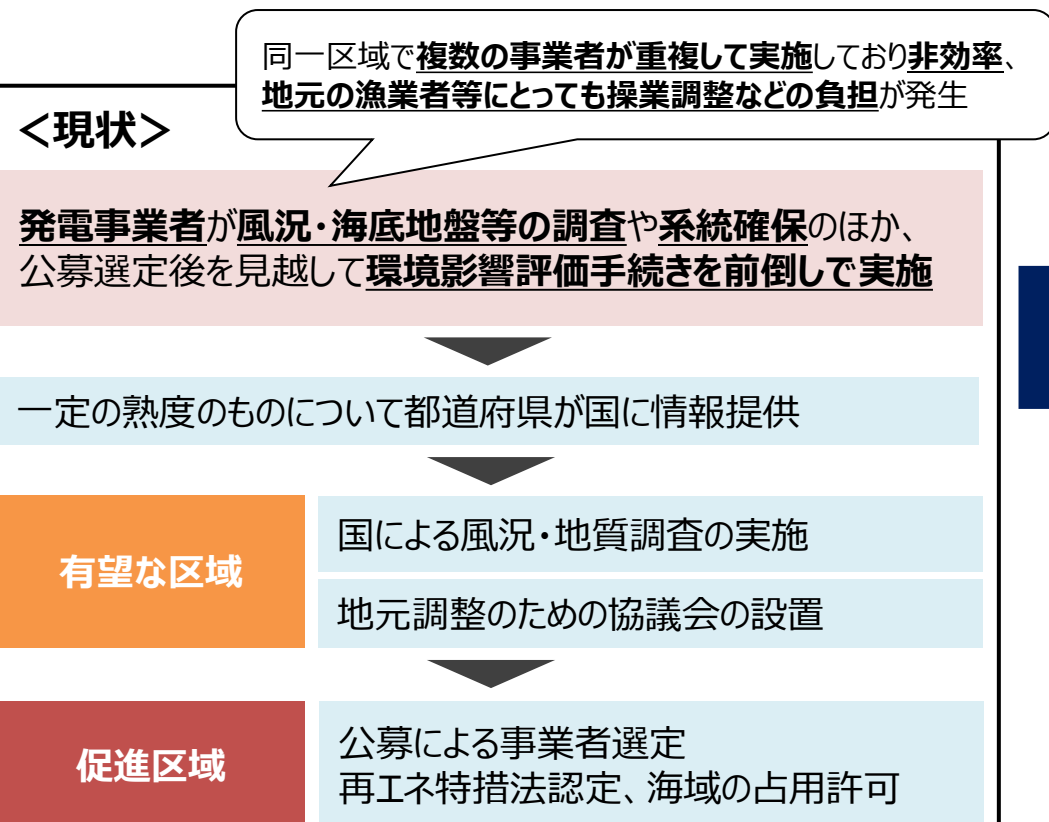 同一区域で複数の事業者が重複して実施しており非効率、
地元の漁業者等にとっても操業調整などの負担が発生
＜現状＞
発電事業者が風況・海底地盤等の調査や系統確保のほか、
公募選定後を見越して環境影響評価手続きを前倒しで実施
一定の熟度のものについて都道府県が国に情報提供
有望な区域
国による風況・地質調査の実施
地元調整のための協議会の設置
促進区域
公募による事業者選定
再エネ特措法認定、海域の占用許可